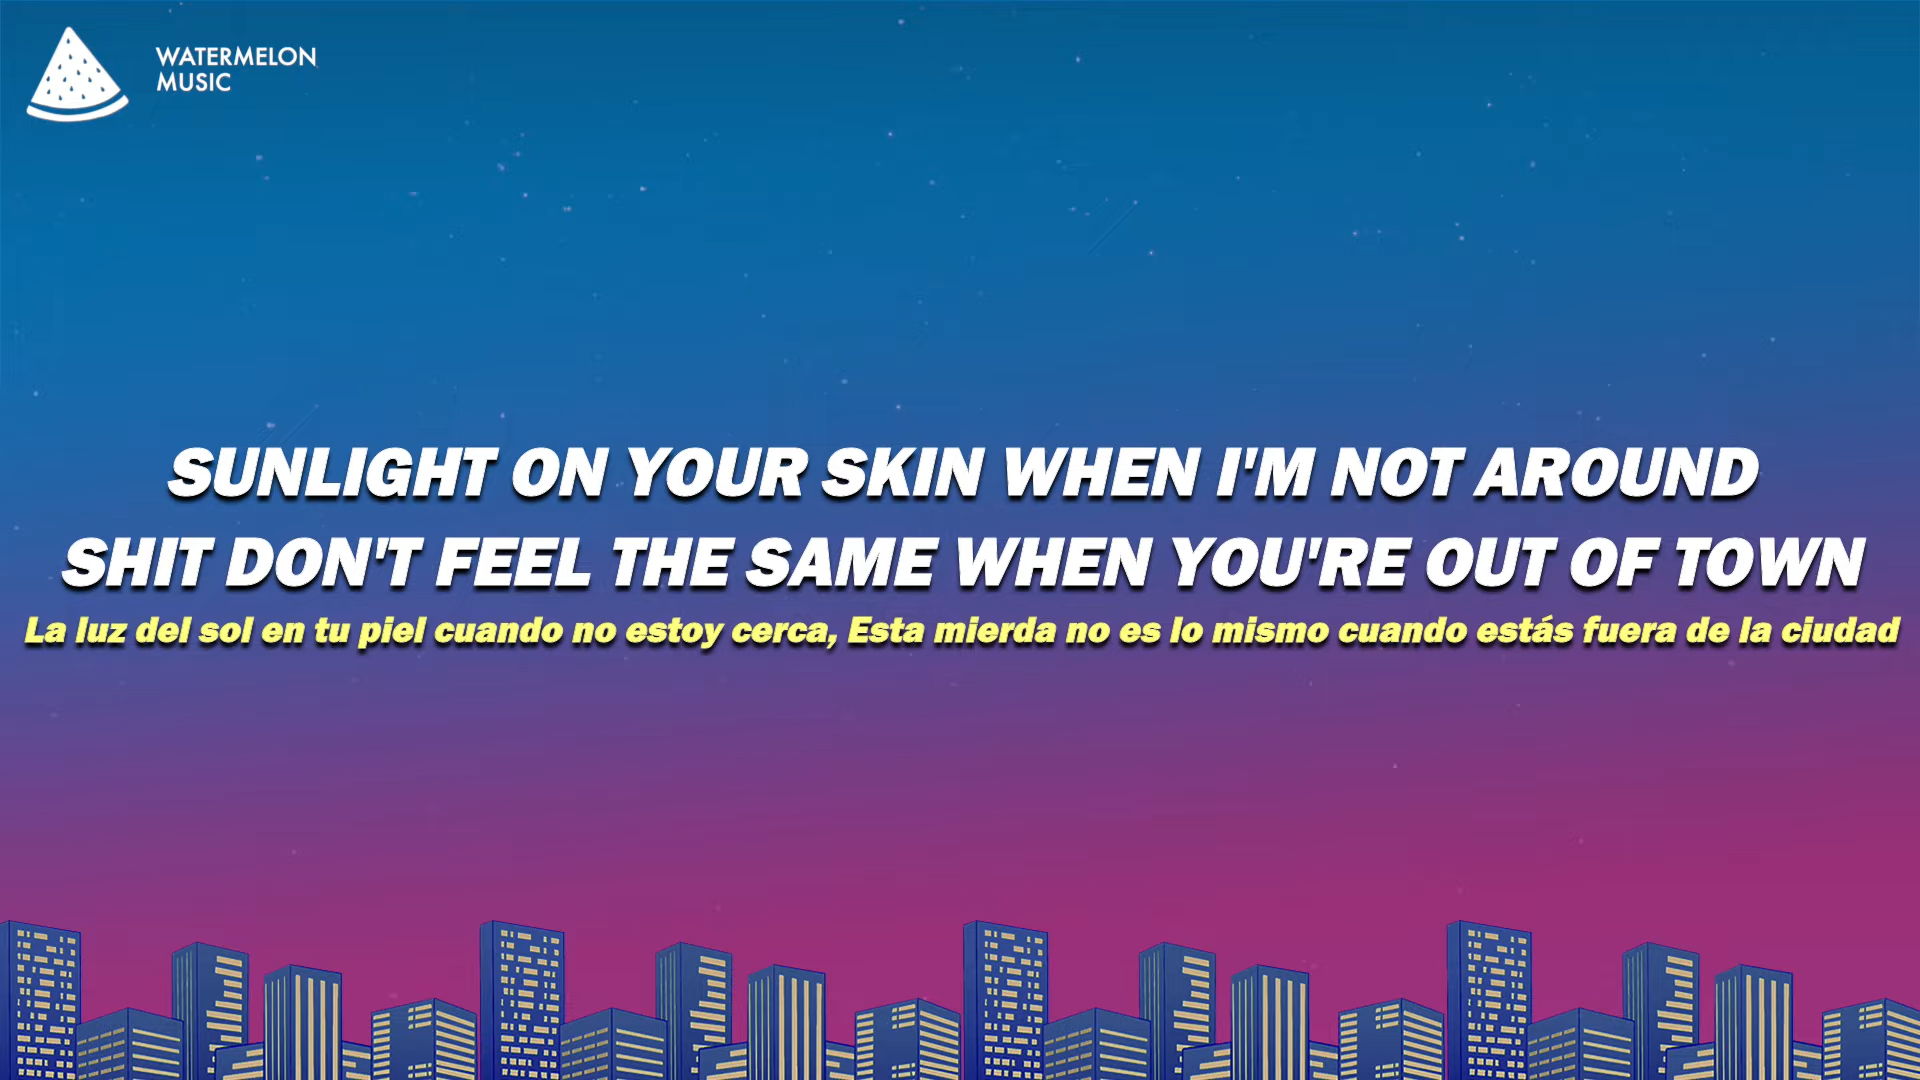 WATERMELON
MUSIC
SUNLIGHT ON YOUR SKIN WHEN I'M NOT AROUND
SHIT DON'T FEEL THE SAME WHEN YOU'RE OUT OF TOWN
La luz del sol en tu piel cuando no estoy cerca, Esta mierda no es lo mismo cuando estás fuera de la ciudad